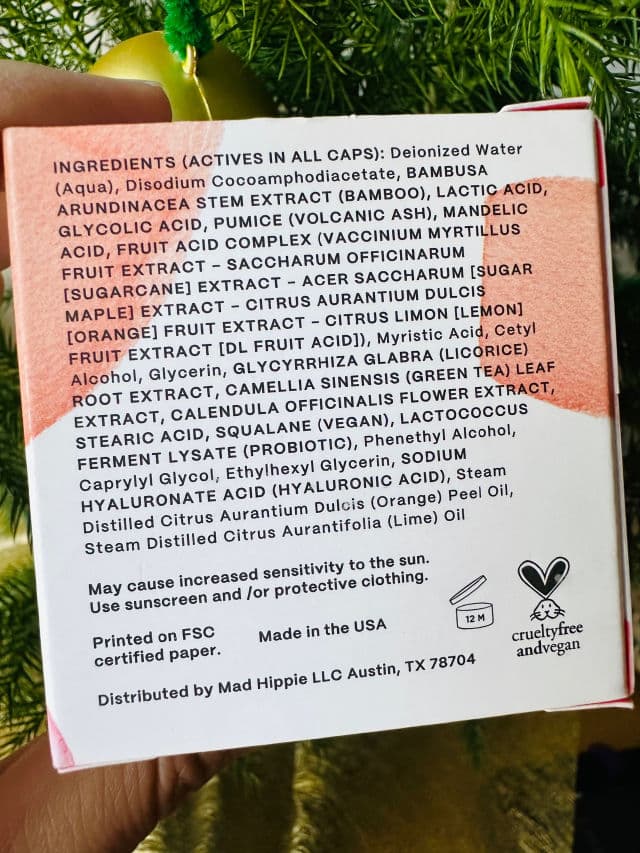 INGREDIENTS (ACTIVES IN ALL CAPS): Deionized Water
(Aqua), Disodium Cocoamphodiacetate, BAMBUSA
ARUNDINACEA STEM EXTRACT (BAMBOO), LACTIC ACID,
GLYCOLIC ACID, PUMICE (VOLCANIC ASH), MANDELIC
ACID, FRUIT ACID COMPLEX (VACCINIUM MYRTILLUS
FRUIT EXTRACT – SACCHARUM OFFICINARUM
[SUGARCANE] EXTRACT – ACER SACCHARUM [SUGAR
MAPLE] EXTRACT – CITRUS AURANTIUM DULCIS
[ORANGE] FRUIT EXTRACT – CITRUS LIMON [LEMON]
FRUIT EXTRACT [DL FRUIT ACID]), Myristic Acid, Cetyl
Alcohol, Glycerin, GLYCYRRHIZA GLABRA (LICORICE)
ROOT EXTRACT, CAMELLIA SINENSIS (GREEN TEA) LEAF
EXTRACT, CALENDULA OFFICINALIS FLOWER EXTRACT,
STEARIC ACID, SQUALANE (VEGAN), LACTOCOCCUS
FERMENT LYSATE (PROBIOTIC), Phenethyl Alcohol,
Caprylyl Glycol, Ethylhexyl Glycerin, SODIUM
HYALURONATE ACID (HYALURONIC ACID), Steam
Distilled Citrus Aurantium Dulcis (Orange) Peel Oil,
Steam Distilled Citrus Aurantifolia (Lime) Oil
May cause increased sensitivity to the sun.
Use sunscreen and /or protective clothing.
Printed on FSC
certified paper.
Made in the USA
12 M
crueltyfree
andvegan
Distributed by Mad Hippie LLC Austin, TX 78704